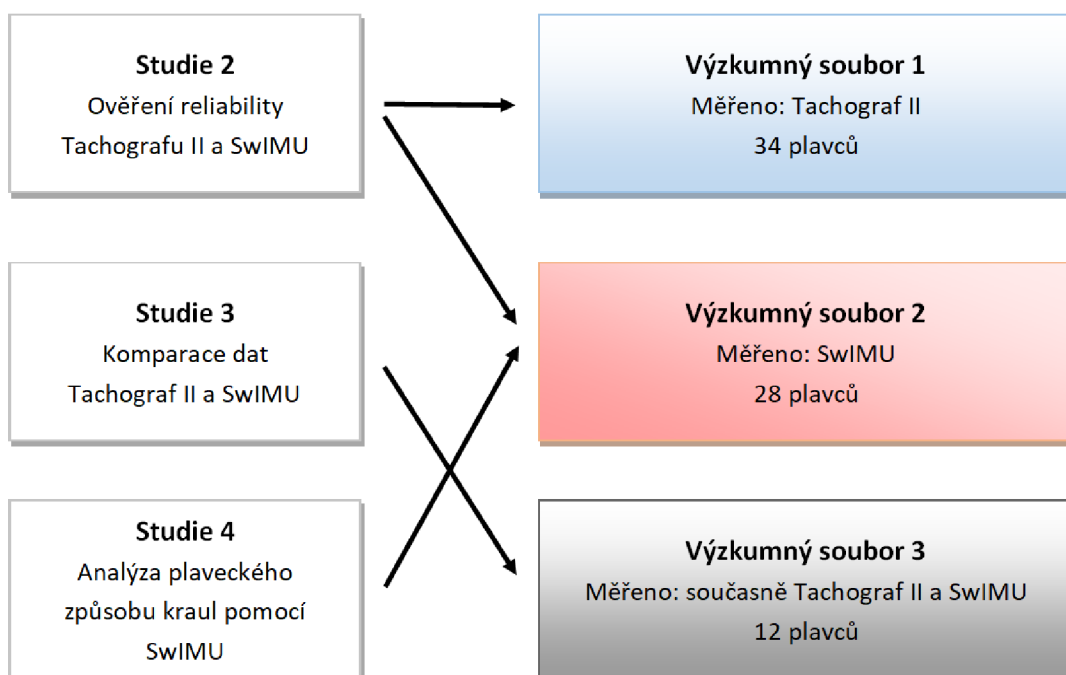 Studie 2
Ověření reliability
Tachografu II a SwIMU
Výzkumný soubor 1
Měřeno: Tachograf II
34 plavců
Studie 3
Komparace dat
Tachograf II a SwIMU
Výzkumný soubor 2
Měřeno: SwIMU
28 plavců
Studie 4
Analýza plaveckého
způsobu kraul pomocí
SwIMU
Výzkumný soubor 3
Měřeno: současně Tachograf II a SwIMU
12 plavců